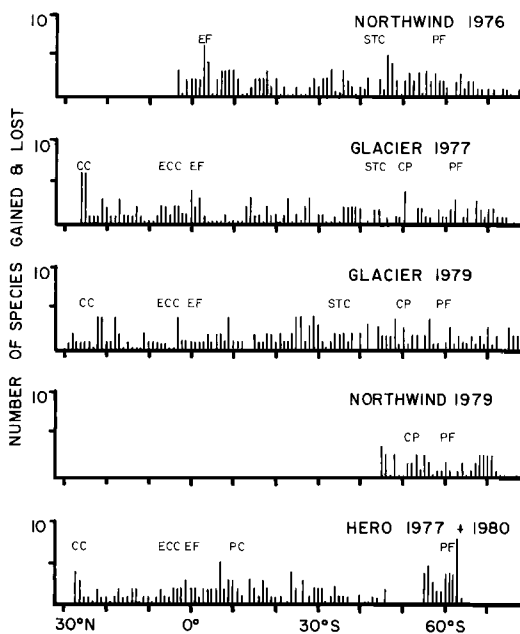 NUMBER OF SPECIES GAINED & LOST
10
NORTHWIND 1976
EF STC PF
10
GLACIER 1977
CC ECC EF STC CP PF
10
GLACIER 1979
CC ECC EF STC CP PF
10
NORTHWIND 1979
CP PF
10
HERO 1977 + 1980
CC ECC EF PC PF
30°N 0° 30°S 60°S